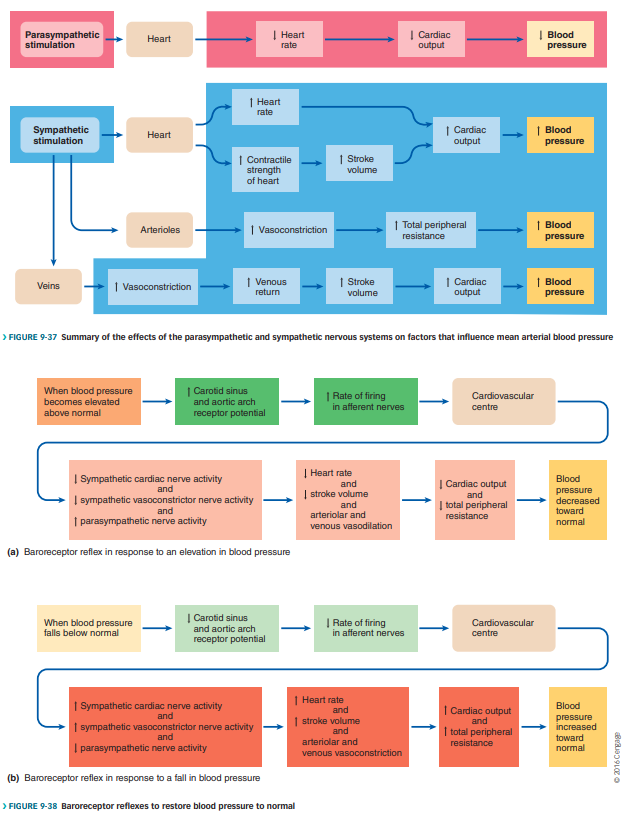 Parasympathetic
stimulation
Heart
↓ Heart
rate
↓ Cardiac
output
↓ Blood
pressure
Sympathetic
stimulation
Heart
↑ Heart
rate
↑ Contractile
strength
of heart
↑ Stroke
volume
↑ Cardiac
output
↑ Blood
pressure
Arterioles
↑ Vasoconstriction
↑ Total peripheral
resistance
↑ Blood
pressure
Veins
↑ Vasoconstriction
↑ Venous
return
↑ Stroke
volume
↑ Cardiac
output
↑ Blood
pressure
› FIGURE 9-37 Summary of the effects of the parasympathetic and sympathetic nervous systems on factors that influence mean arterial blood pressure
When blood pressure
becomes elevated
above normal
↑ Carotid sinus
and aortic arch
receptor potential
↑ Rate of firing
in afferent nerves
Cardiovascular
centre
↓ Sympathetic cardiac nerve activity
and
↓ sympathetic vasoconstrictor nerve activity
and
↑ parasympathetic nerve activity
↓ Heart rate
and
↓ stroke volume
and
arteriolar and
venous vasodilation
↓ Cardiac output
and
↓ total peripheral
resistance
Blood
pressure
decreased
toward
normal
(a) Baroreceptor reflex in response to an elevation in blood pressure
When blood pressure
falls below normal
↓ Carotid sinus
and aortic arch
receptor potential
↓ Rate of firing
in afferent nerves
Cardiovascular
centre
↑ Sympathetic cardiac nerve activity
and
↑ sympathetic vasoconstrictor nerve activity
and
↓ parasympathetic nerve activity
↑ Heart rate
and
↑ stroke volume
and
arteriolar and
venous vasoconstriction
↑ Cardiac output
and
↑ total peripheral
resistance
Blood
pressure
increased
toward
normal
(b) Baroreceptor reflex in response to a fall in blood pressure
© 2016 Cengage
› FIGURE 9-38 Baroreceptor reflexes to restore blood pressure to normal